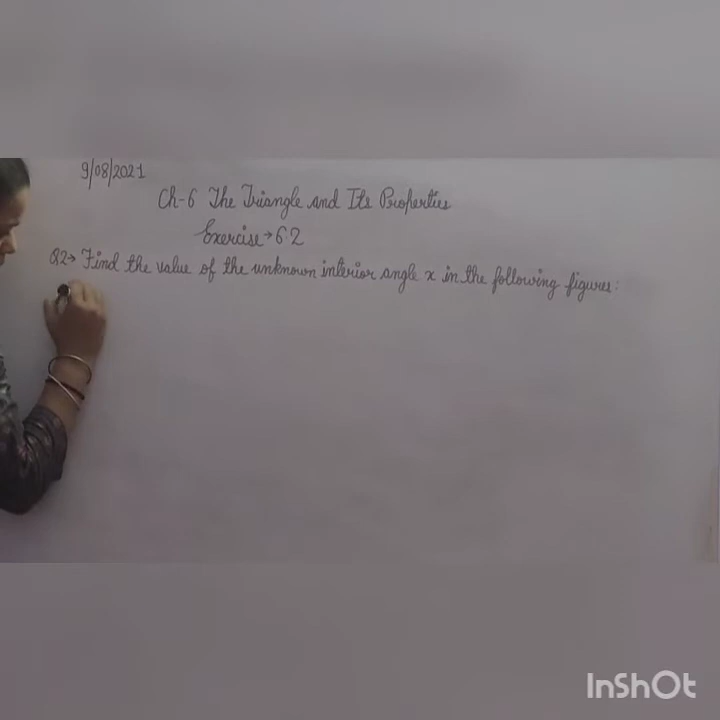 9/08/2021
Ch-6 The Triangle and Its Properties
Exercise→6.2
Q2→ Find the value of the unknown interior angle x in the following figures:
InShOt